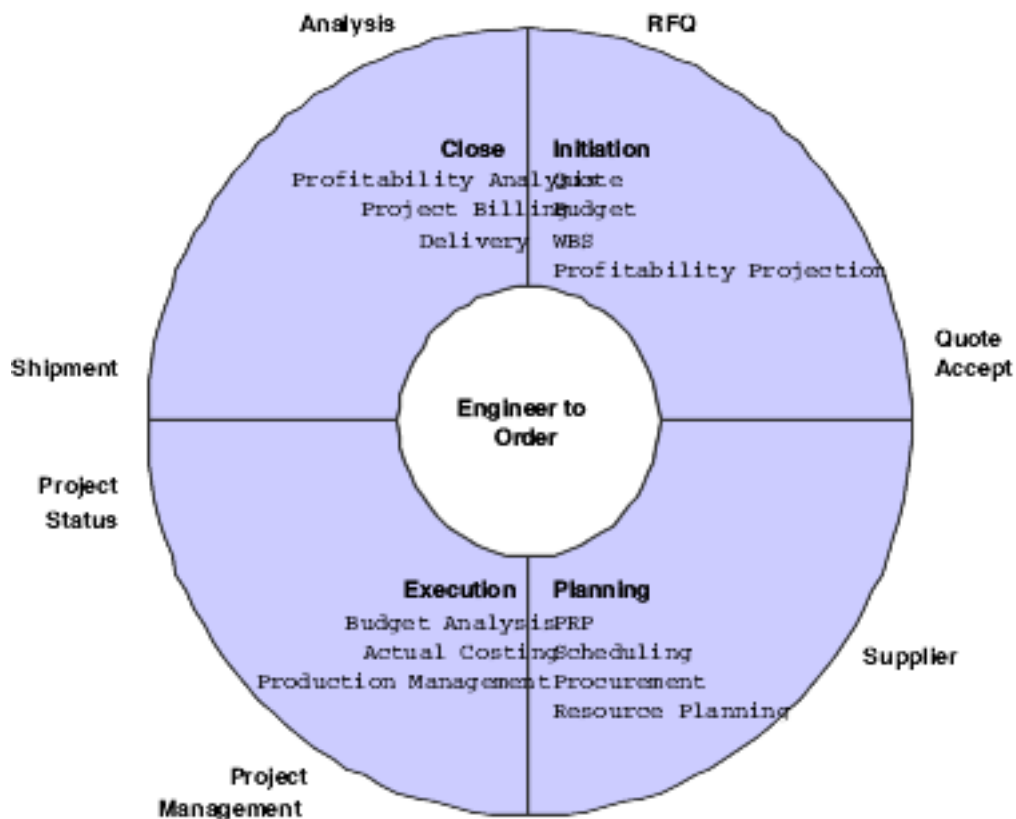 Analysis
RFQ
Close
Initiation
Profitability Analysis
Quote
Project Billing
Budget
Delivery
WBS
Profitability Projection
Quote
Accept
Shipment
Engineer to
Order
Project
Status
Execution
Planning
Budget Analysis
PRP
Actual Costing
Scheduling
Production Management
Procurement
Resource Planning
Supplier
Project
Management